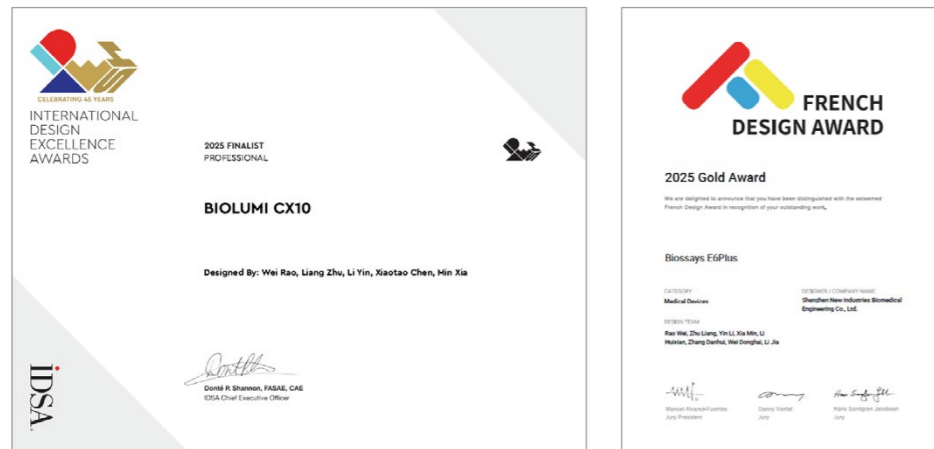 CELEBRATING 45 YEARS
INTERNATIONAL
DESIGN
EXCELLENCE
AWARDS
2025 FINALIST
PROFESSIONAL
BIOLUMI CX10
Designed By: Wei Rao, Liang Zhu, Li Yin, Xiaotao Chen, Min Xia
Donté P. Shannon, FASAE, CAE
IDSA Chief Executive Officer
IDSA
FRENCH
DESIGN AWARD
2025 Gold Award
We are delighted to announce that you have been distinguished with the esteemed
French Design Award in recognition of your outstanding work.
Biossays E6Plus
CATEGORY
Medical Devices
DESIGNER / COMPANY NAME
Shenzhen New Industries Biomedical
Engineering Co., Ltd.
DESIGN TEAM
Rao Wei, Zhu Liang, Yin Li, Xia Min, Li
Huixian, Zhang Danhui, Wei Donghai, Li Jia
Manuel Alvarez-Fuentes
Jury President
Danny Venlet
Jury
Hans Sandgren Jakobsen
Jury